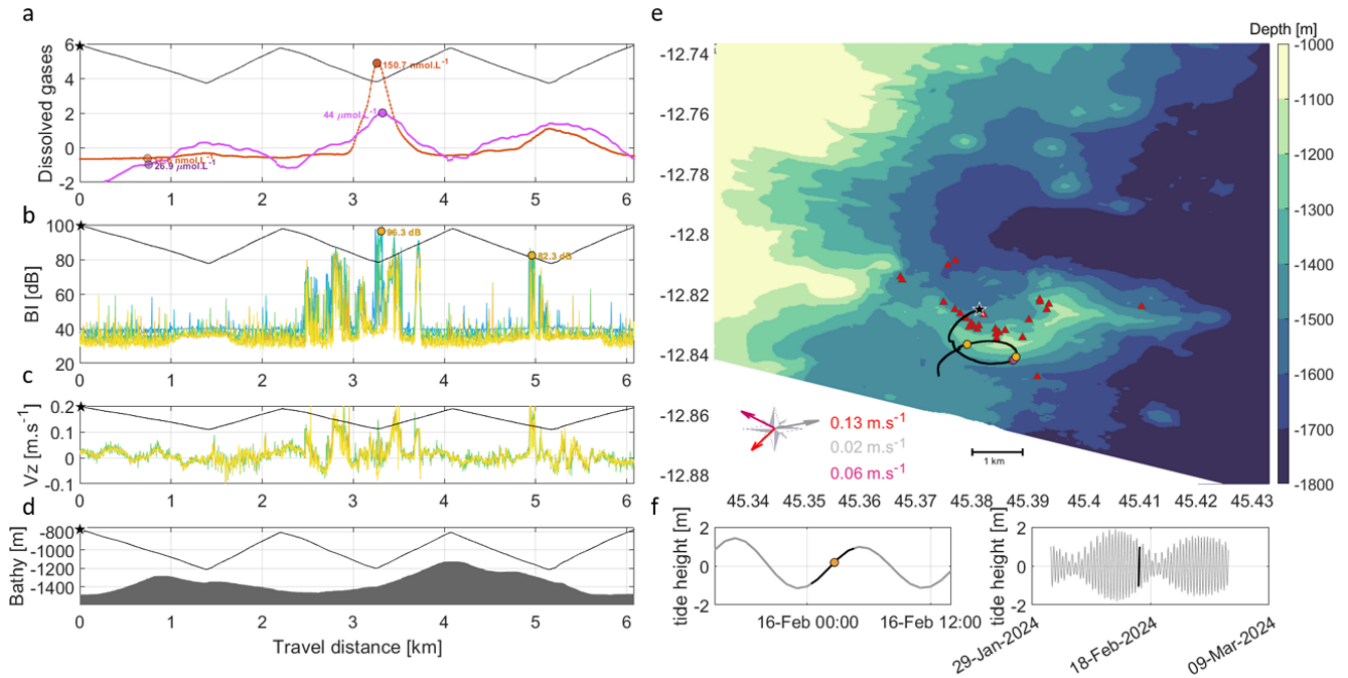 a
Dissolved gases
6
4
2
0
-2
150.7 nmol.L⁻¹
44 μmol.L⁻¹
nmol.L⁻¹
26.9 μmol.L⁻¹
0 1 2 3 4 5 6
b
BI [dB]
100
80
60
40
20
96.3 dB
82.3 dB
0 1 2 3 4 5 6
c
Vz [m.s⁻¹]
0.2
0.1
0
-0.1
0 1 2 3 4 5 6
d
Bathy [m]
-800
-1000
-1200
-1400
0 1 2 3 4 5 6
Travel distance [km]
e
Depth [m]
-12.74
-12.76
-12.78
-12.8
-12.82
-12.84
-12.86
-12.88
-1000
-1100
-1200
-1300
-1400
-1500
-1600
-1700
-1800
0.13 m.s⁻¹
0.02 m.s⁻¹
0.06 m.s⁻¹
1 km
45.34 45.35 45.36 45.37 45.38 45.39 45.4 45.41 45.42 45.43
f
tide height [m]
2
0
-2
16-Feb 00:00 16-Feb 12:00
tide height [m]
2
0
-2
29-Jan-2024 18-Feb-2024 09-Mar-2024